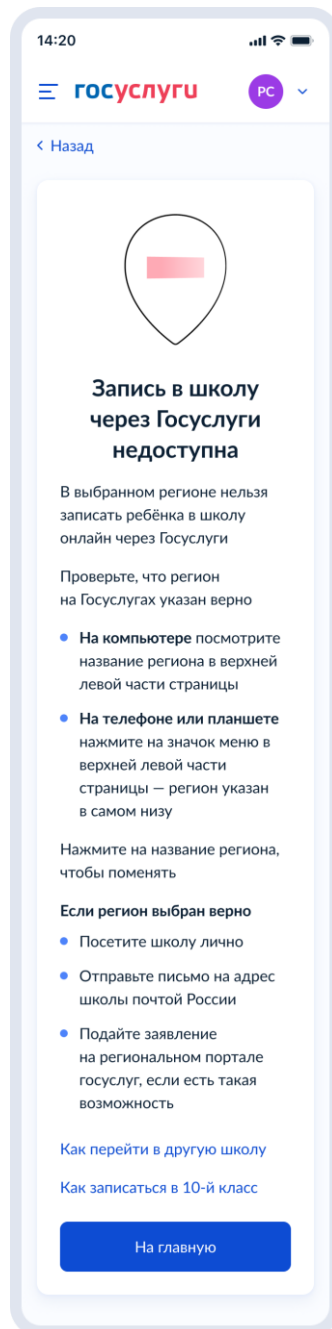 14:20
госуслуги
РС
Назад
Запись в школу
через Госуслуги
недоступна
В выбранном регионе нельзя
записать ребёнка в школу
онлайн через Госуслуги
Проверьте, что регион
на Госуслугах указан верно
На компьютере посмотрите
название региона в верхней
левой части страницы
На телефоне или планшете
нажмите на значок меню в
верхней левой части
страницы — регион указан
в самом низу
Нажмите на название региона,
чтобы поменять
Если регион выбран верно
Посетите школу лично
Отправьте письмо на адрес
школы почтой России
Подайте заявление
на региональном портале
госуслуг, если есть такая
возможность
Как перейти в другую школу
Как записаться в 10-й класс
На главную